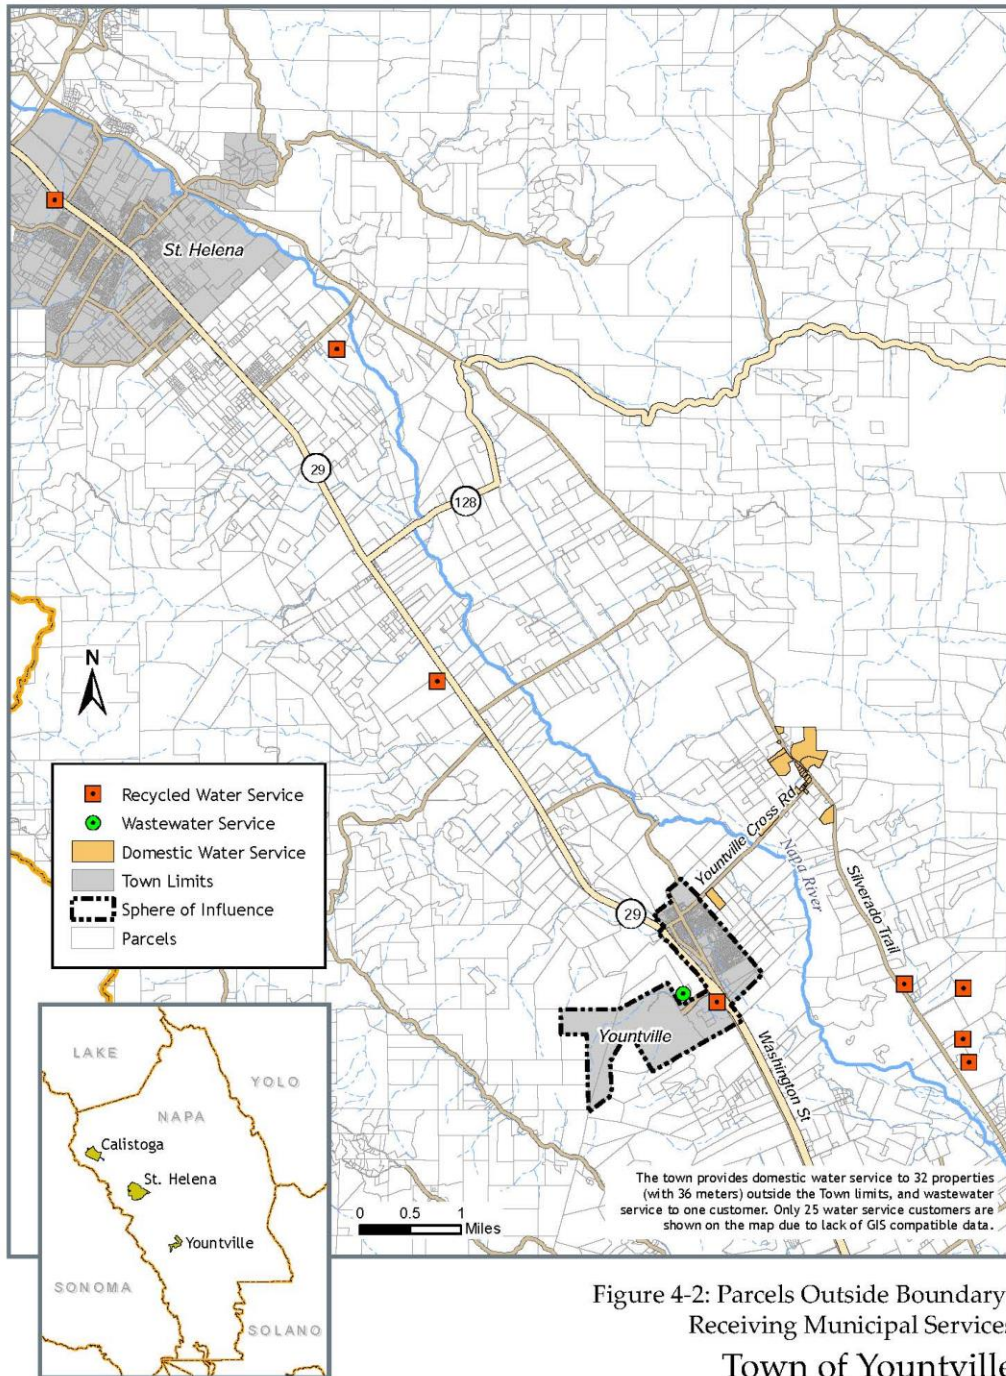 St. Helena
29
128
N
Recycled Water Service
Wastewater Service
Domestic Water Service
Town Limits
Sphere of Influence
Parcels
Yountville Cross Rd
Napa River
Silverado Trail
29
Yountville
Washington St
LAKE
YOLO
NAPA
Calistoga
St. Helena
Yountville
SONOMA
SOLANO
0 0.5 1
Miles
The town provides domestic water service to 32 properties
(with 36 meters) outside the Town limits, and wastewater
service to one customer. Only 25 water service customers are
shown on the map due to lack of GIS compatible data.
Figure 4-2: Parcels Outside Boundary
Receiving Municipal Services
Town of Yountville